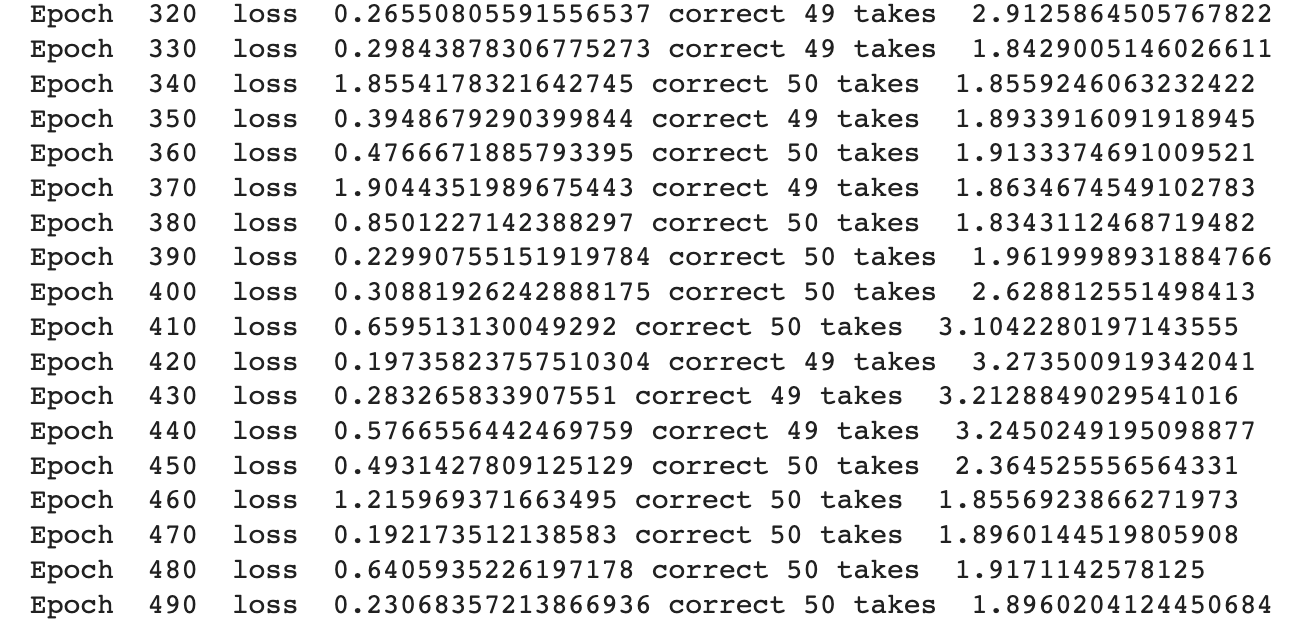 Epoch  320  loss  0.26550805591556537 correct 49 takes  2.9125864505767822
Epoch  330  loss  0.29843878306775273 correct 49 takes  1.8429005146026611
Epoch  340  loss  1.8554178321642745 correct 50 takes  1.8559246063232422
Epoch  350  loss  0.3948679290399844 correct 49 takes  1.8933916091918945
Epoch  360  loss  0.4766671885793395 correct 50 takes  1.9133374691009521
Epoch  370  loss  1.9044351989675443 correct 49 takes  1.8634674549102783
Epoch  380  loss  0.8501227142388297 correct 50 takes  1.8343112468719482
Epoch  390  loss  0.22990755151919784 correct 50 takes  1.9619998931884766
Epoch  400  loss  0.30881926242888175 correct 50 takes  2.628812551498413
Epoch  410  loss  0.659513130049292 correct 50 takes  3.1042280197143555
Epoch  420  loss  0.19735823757510304 correct 49 takes  3.273500919342041
Epoch  430  loss  0.283265833907551 correct 49 takes  3.2128849029541016
Epoch  440  loss  0.5766556442469759 correct 49 takes  3.2450249195098877
Epoch  450  loss  0.4931427809125129 correct 50 takes  2.364525556564331
Epoch  460  loss  1.215969371663495 correct 50 takes  1.8556923866271973
Epoch  470  loss  0.192173512138583 correct 50 takes  1.8960144519805908
Epoch  480  loss  0.6405935226197178 correct 50 takes  1.9171142578125
Epoch  490  loss  0.23068357213866936 correct 50 takes  1.8960204124450684